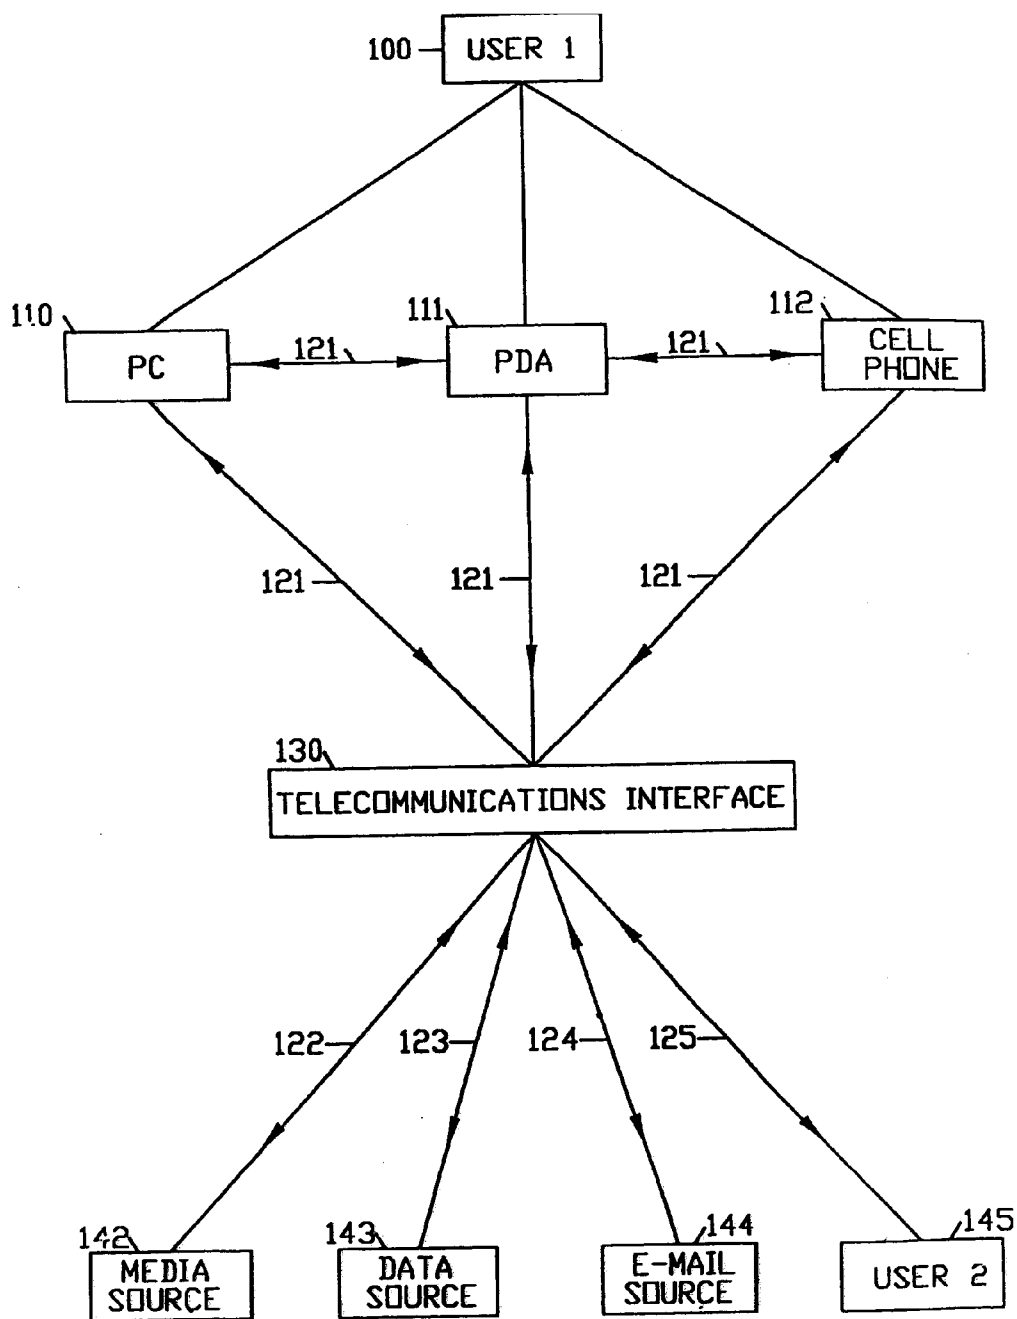 100 USER 1
110 111 112
PC 121 PDA 121 CELL
PHONE
121 121 121
130
TELECOMMUNICATIONS INTERFACE
122 123 124 125
142 143 144 145
MEDIA
SOURCE
DATA
SOURCE
E-MAIL
SOURCE
USER 2